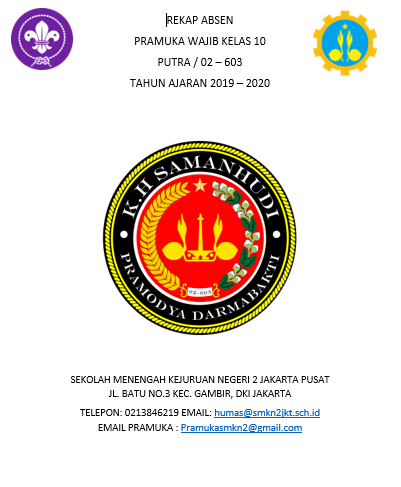 REKAP ABSEN
PRAMUKA WAJIB KELAS 10
PUTRA / 02 – 603
TAHUN AJARAN 2019 – 2020
K.H SAMANHUDI
02-603
PRAMODYA DARMABAKTI
SEKOLAH MENENGAH KEJURUAN NEGERI 2 JAKARTA PUSAT
JL. BATU NO.3 KEC. GAMBIR, DKI JAKARTA
TELEPON: 0213846219 EMAIL: humas@smkn2jkt.sch.id
EMAIL PRAMUKA : Pramukasmkn2@gmail.com